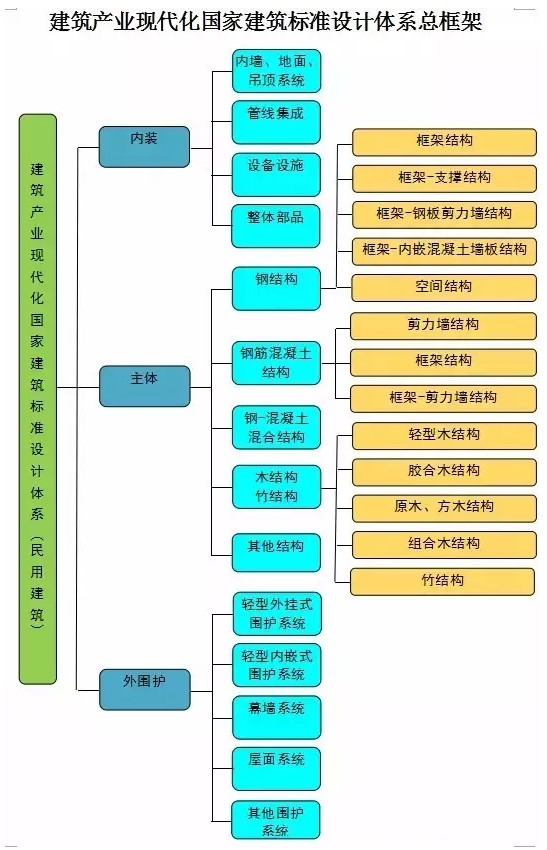 建筑产业现代化国家建筑标准设计体系总框架
建筑产业现代化国家建筑标准设计体系（民用建筑）
内装
内墙、地面、
吊顶系统
管线集成
设备设施
整体部品
主体
钢结构
框架结构
框架-支撑结构
框架-钢板剪力墙结构
框架-内嵌混凝土墙板结构
空间结构
钢筋混凝土
结构
剪力墙结构
框架结构
框架-剪力墙结构
钢-混凝土
混合结构
木结构
竹结构
轻型木结构
胶合木结构
原木、方木结构
组合木结构
竹结构
其他结构
外围护
轻型外挂式
围护系统
轻型内嵌式
围护系统
幕墙系统
屋面系统
其他围护
系统